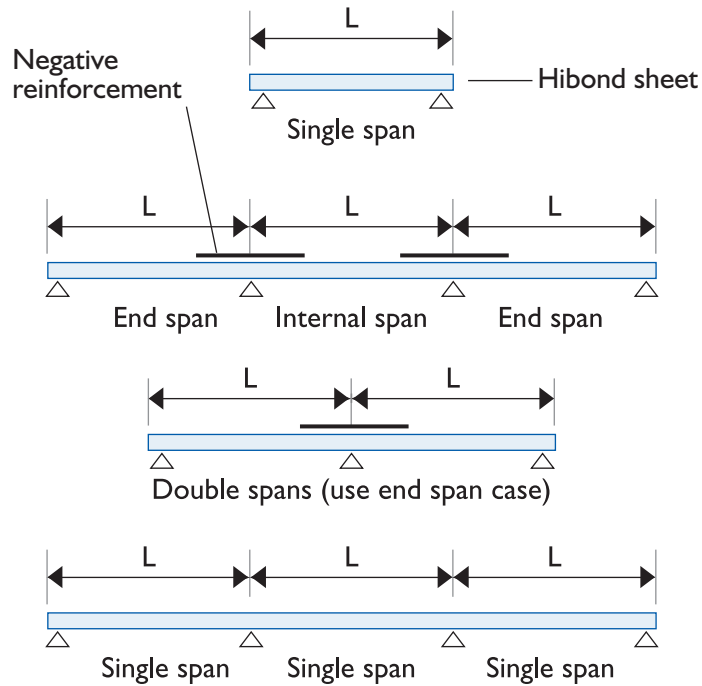 L
Negative
reinforcement
Hibond sheet
Single span
L L L
End span Internal span End span
L L
Double spans (use end span case)
L L L
Single span Single span Single span